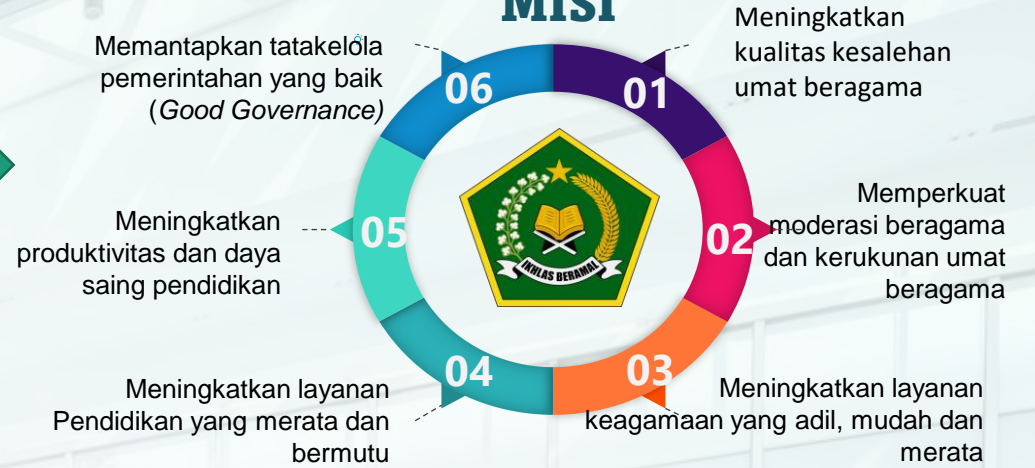 MISI
01
Meningkatkan
kualitas kesalehan
umat beragama
02
Memperkuat
moderasi beragama
dan kerukunan umat
beragama
03
Meningkatkan layanan
keagamaan yang adil, mudah dan
merata
04
Meningkatkan layanan
Pendidikan yang merata dan
bermutu
05
Meningkatkan
produktivitas dan daya
saing pendidikan
06
Memantapkan tatakelola
pemerintahan yang baik
(Good Governance)
IKHLAS BERAMAL